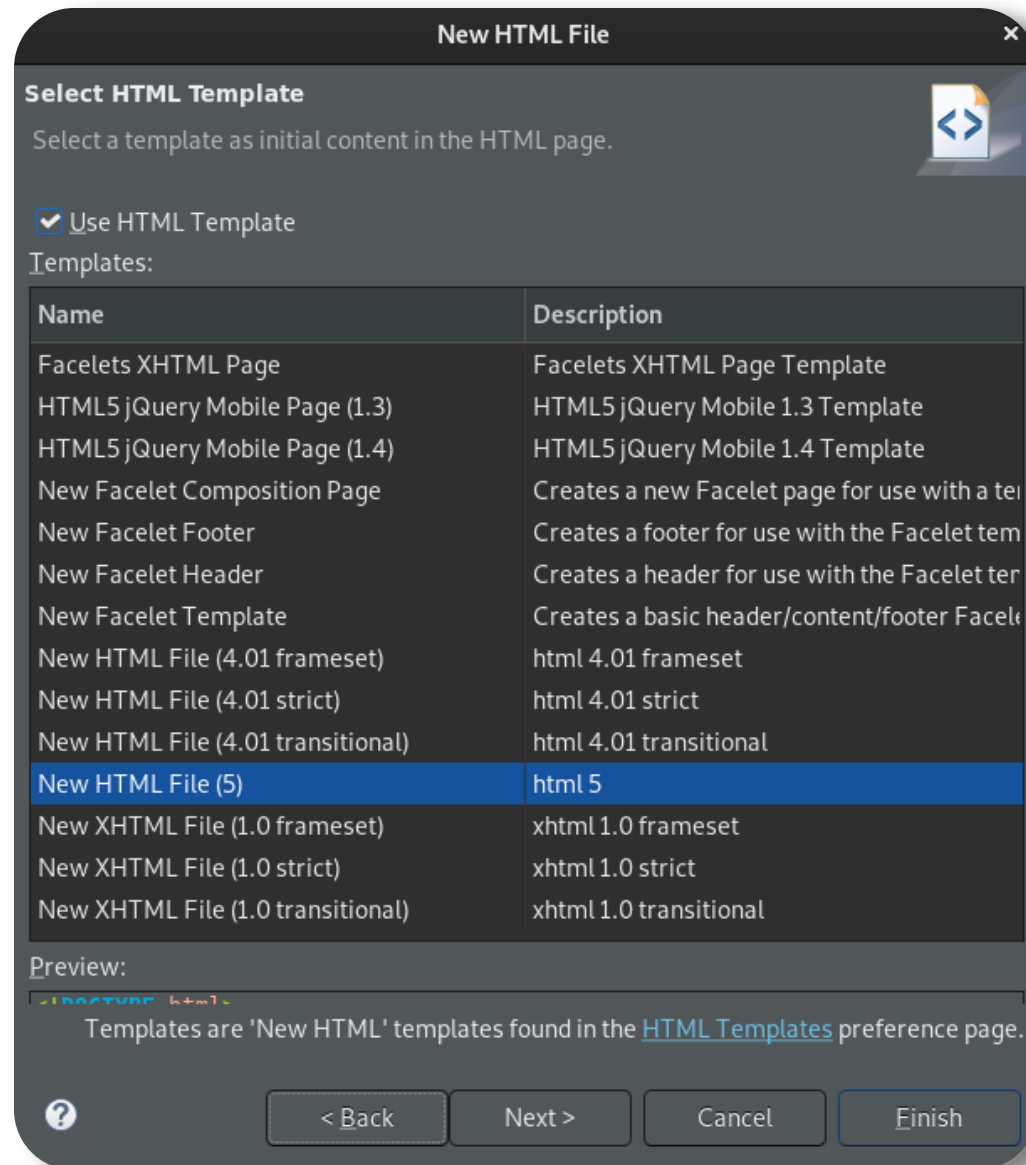 New HTML File
Select HTML Template
Select a template as initial content in the HTML page.
Use HTML Template
Templates:
Name Description
Facelets XHTML Page Facelets XHTML Page Template
HTML5 jQuery Mobile Page (1.3) HTML5 jQuery Mobile 1.3 Template
HTML5 jQuery Mobile Page (1.4) HTML5 jQuery Mobile 1.4 Template
New Facelet Composition Page Creates a new Facelet page for use with a
New Facelet Footer Creates a footer for use with the Facelet
New Facelet Header Creates a header for use with the Facelet
New Facelet Template Creates a basic header/content/footer
New HTML File (4.01 frameset) html 4.01 frameset
New HTML File (4.01 strict) html 4.01 strict
New HTML File (4.01 transitional) html 4.01 transitional
New HTML File (5) html 5
New XHTML File (1.0 frameset) xhtml 1.0 frameset
New XHTML File (1.0 strict) xhtml 1.0 strict
New XHTML File (1.0 transitional) xhtml 1.0 transitional
Preview:
<!DOCTYPE html>
Templates are 'New HTML' templates found in the HTML Templates preference page.
< Back Next > Cancel Finish